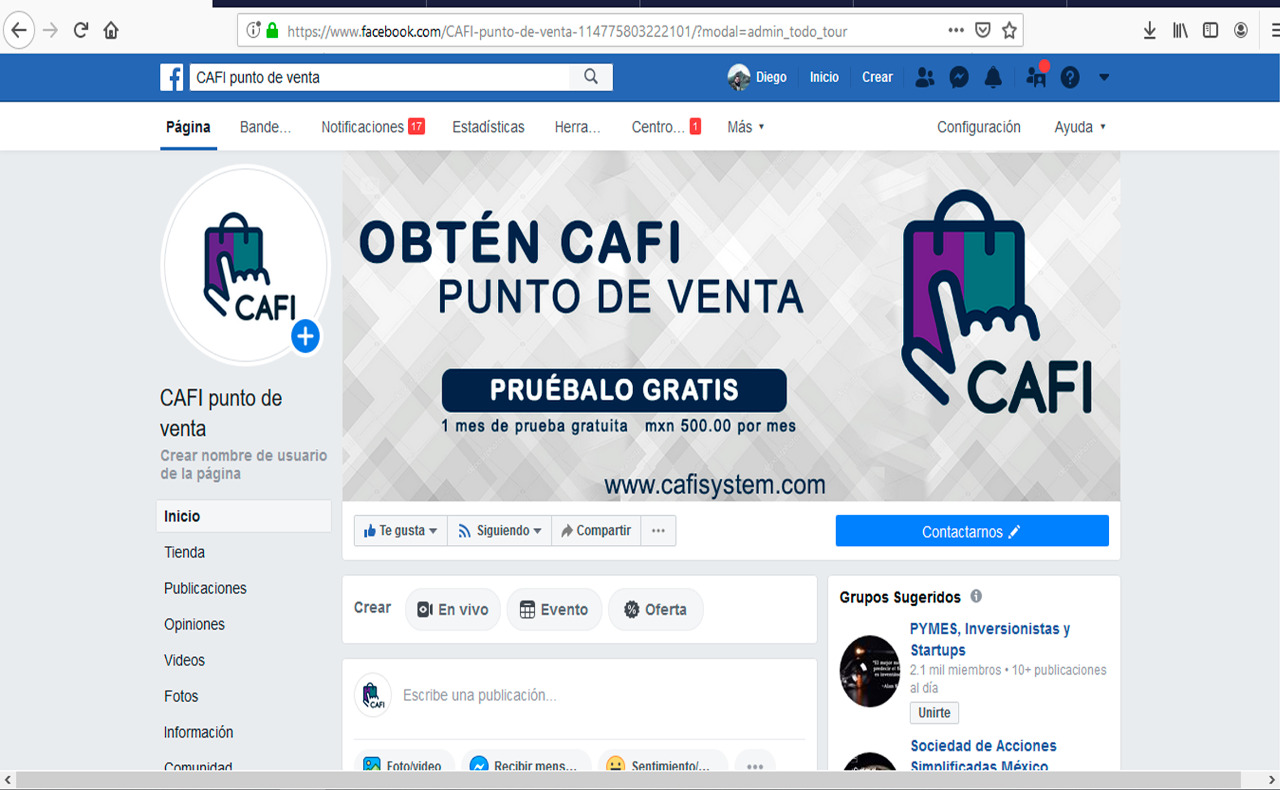 https://www.facebook.com/CAFI-punto-de-venta-114775803222101/?modal=admin_todo_tour
CAFI punto de venta
Diego Inicio Crear
Página Bande... Notificaciones 17 Estadísticas Herra... Centro... 1 Más Configuración Ayuda
CAFI
OBTÉN CAFI
PUNTO DE VENTA
PRUÉBALO GRATIS
1 mes de prueba gratuita mxn 500.00 por mes
www.cafisystem.com
CAFI
CAFI punto de
venta
Crear nombre de usuario
de la página
Inicio
Tienda
Publicaciones
Opiniones
Videos
Fotos
Información
Comunidad
Te gusta Siguiendo Compartir ...
Contactarnos
Crear En vivo Evento Oferta
CAFI
Escribe una publicación...
Foto/video Recibir mens... Sentimiento/... ...
Grupos Sugeridos
PYMES, Inversionistas y
Startups
2.1 mil miembros • 10+ publicaciones
al día
Unirte
Sociedad de Acciones
Simplificadas México